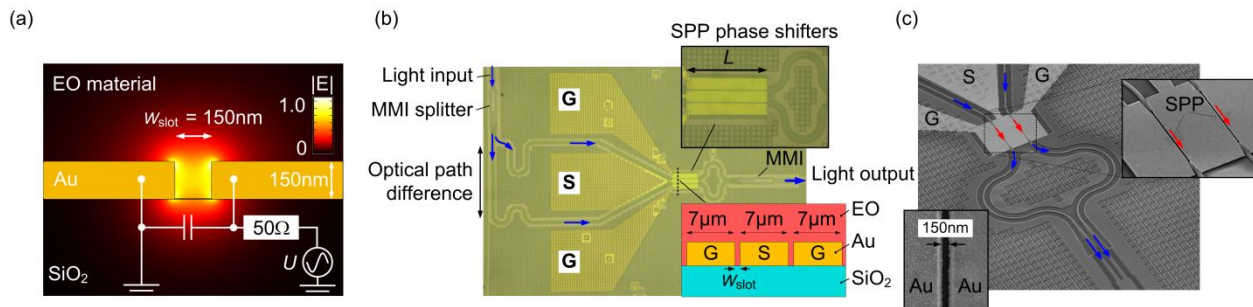 (a)
EO material
|E|
1.0
0
wslot = 150nm
Au
150nm
50Ω
U
SiO2
(b)
SPP phase shifters
L
Light input
MMI splitter
Optical path
difference
G
S
G
MMI
Light output
7µm 7µm 7µm
G S G
wslot
EO
Au
SiO2
(c)
S
G
G
SPP
150nm
Au Au